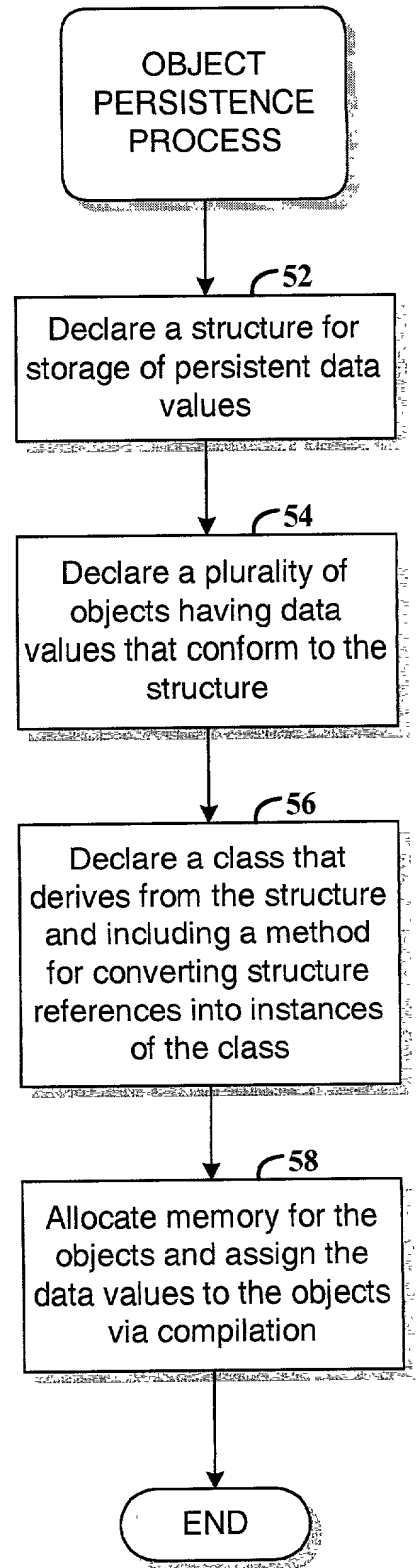 OBJECT
PERSISTENCE
PROCESS
52
Declare a structure for
storage of persistent data
values
54
Declare a plurality of
objects having data
values that conform to the
structure
56
Declare a class that
derives from the structure
and including a method
for converting structure
references into instances
of the class
58
Allocate memory for the
objects and assign the
data values to the objects
via compilation
END